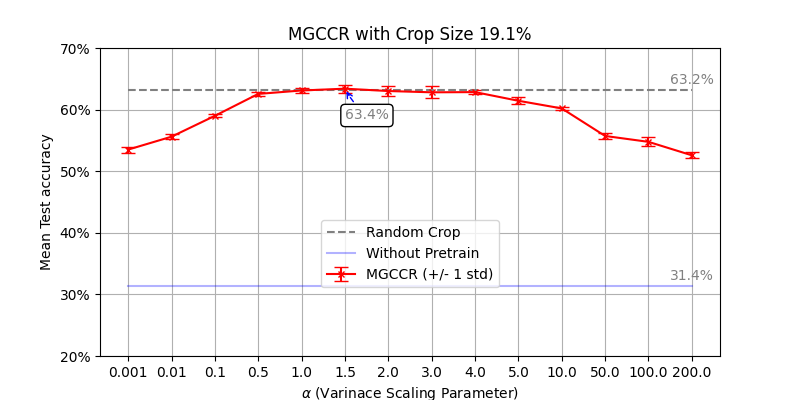 MGCCR with Crop Size 19.1%
70%
60%
50%
40%
30%
20%
Mean Test accuracy
63.2%
63.4%
31.4%
Random Crop
Without Pretrain
MGCCR (+/- 1 std)
0.001 0.01 0.1 0.5 1.0 1.5 2.0 3.0 4.0 5.0 10.0 50.0 100.0 200.0
α (Varinace Scaling Parameter)